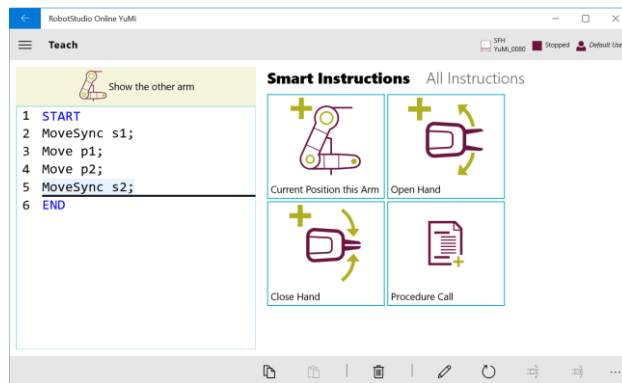 RobotStudio Online YuMi
Teach
SFH
YuMi_0080
Stopped
Default Use
Show the other arm
1 START
2 MoveSync s1;
3 Move p1;
4 Move p2;
5 MoveSync s2;
6 END
Smart Instructions
All Instructions
Current Position this Arm
Open Hand
Close Hand
Procedure Call